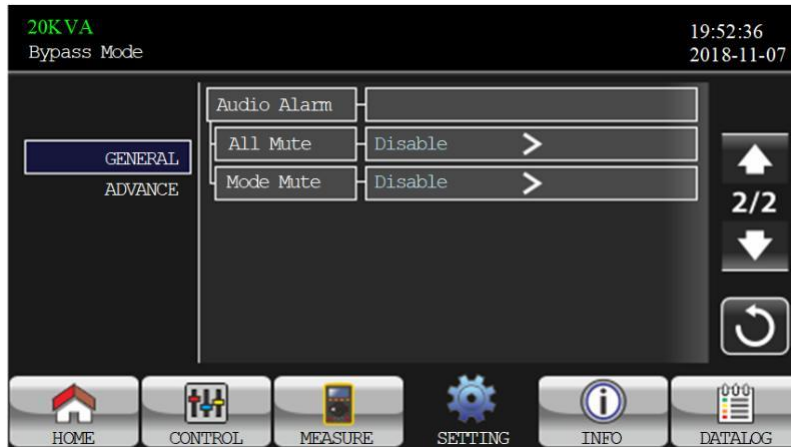 20KVA
Bypass Mode
19:52:36
2018-11-07
GENERAL
ADVANCE
Audio Alarm
All Mute Disable >
Mode Mute Disable >
2/2
HOME CONTROL MEASURE SETTING INFO DATALOG